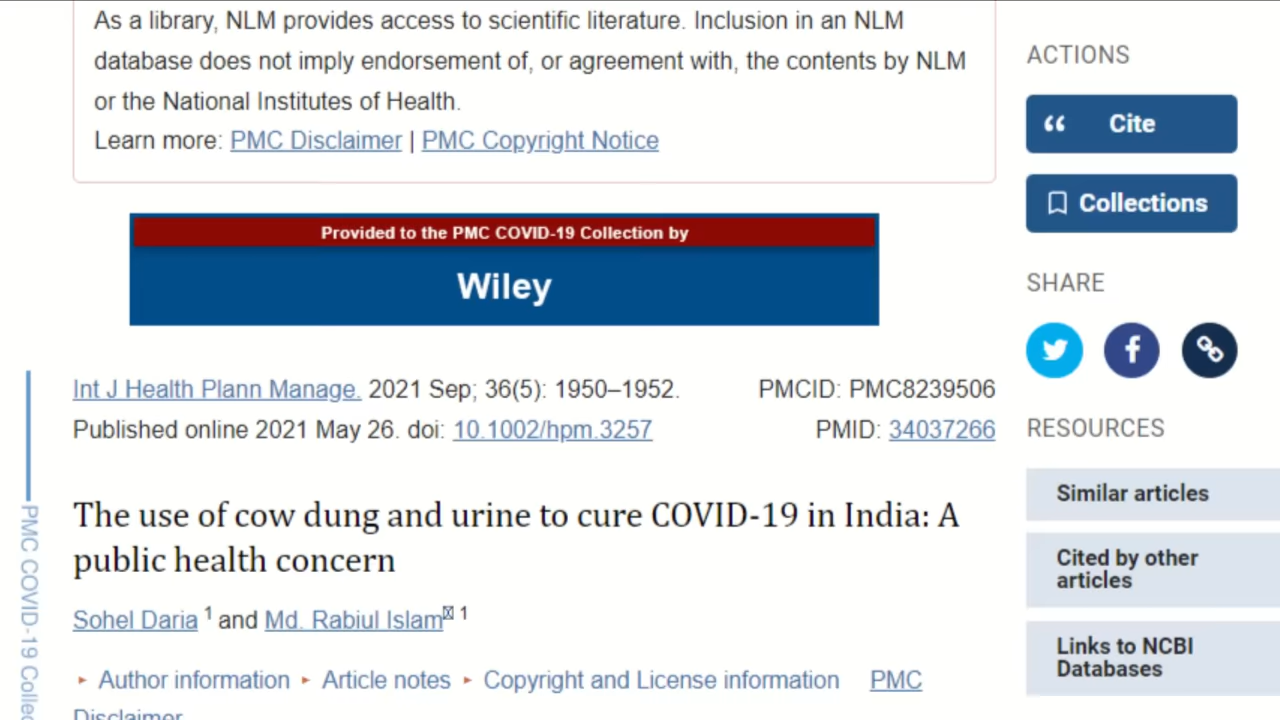 As a library, NLM provides access to scientific literature. Inclusion in an NLM
database does not imply endorsement of, or agreement with, the contents by NLM
or the National Institutes of Health.
Learn more: PMC Disclaimer | PMC Copyright Notice
Provided to the PMC COVID-19 Collection by
Wiley
Int J Health Plann Manage. 2021 Sep; 36(5): 1950–1952.
PMCID: PMC8239506
Published online 2021 May 26. doi: 10.1002/hpm.3257
PMID: 34037266
The use of cow dung and urine to cure COVID-19 in India: A
public health concern
Sohel Daria 1 and Md. Rabiul Islam 1
Author information
Article notes
Copyright and License information
PMC
Disclaimer
PMC COVID-19 Collec
ACTIONS
Cite
Collections
SHARE
RESOURCES
Similar articles
Cited by other
articles
Links to NCBI
Databases